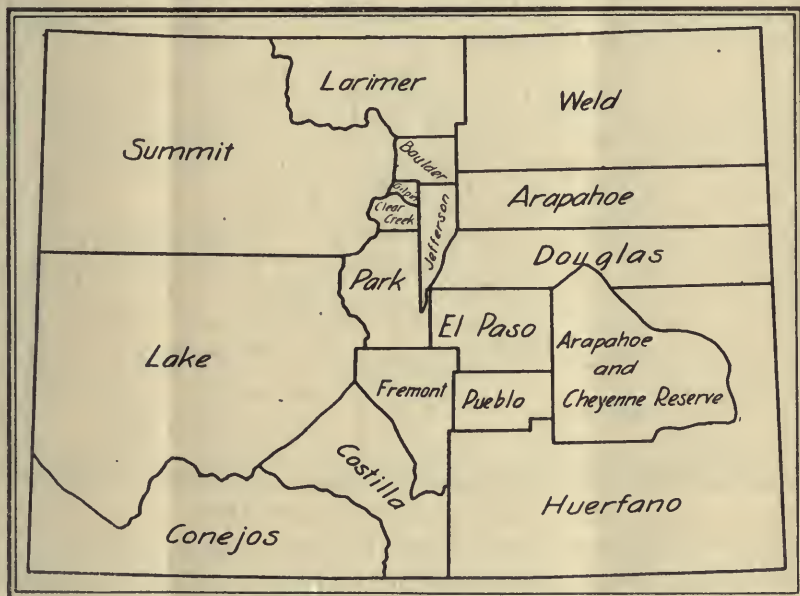 Larimer
Weld
Summit
Boulder
Gilpin
Clear
Creek
Jefferson
Arapahoe
Park
Douglas
Lake
El Paso
Arapahoe
and
Cheyenne Reserve
Fremont
Pueblo
Costilla
Conejos
Huerfano